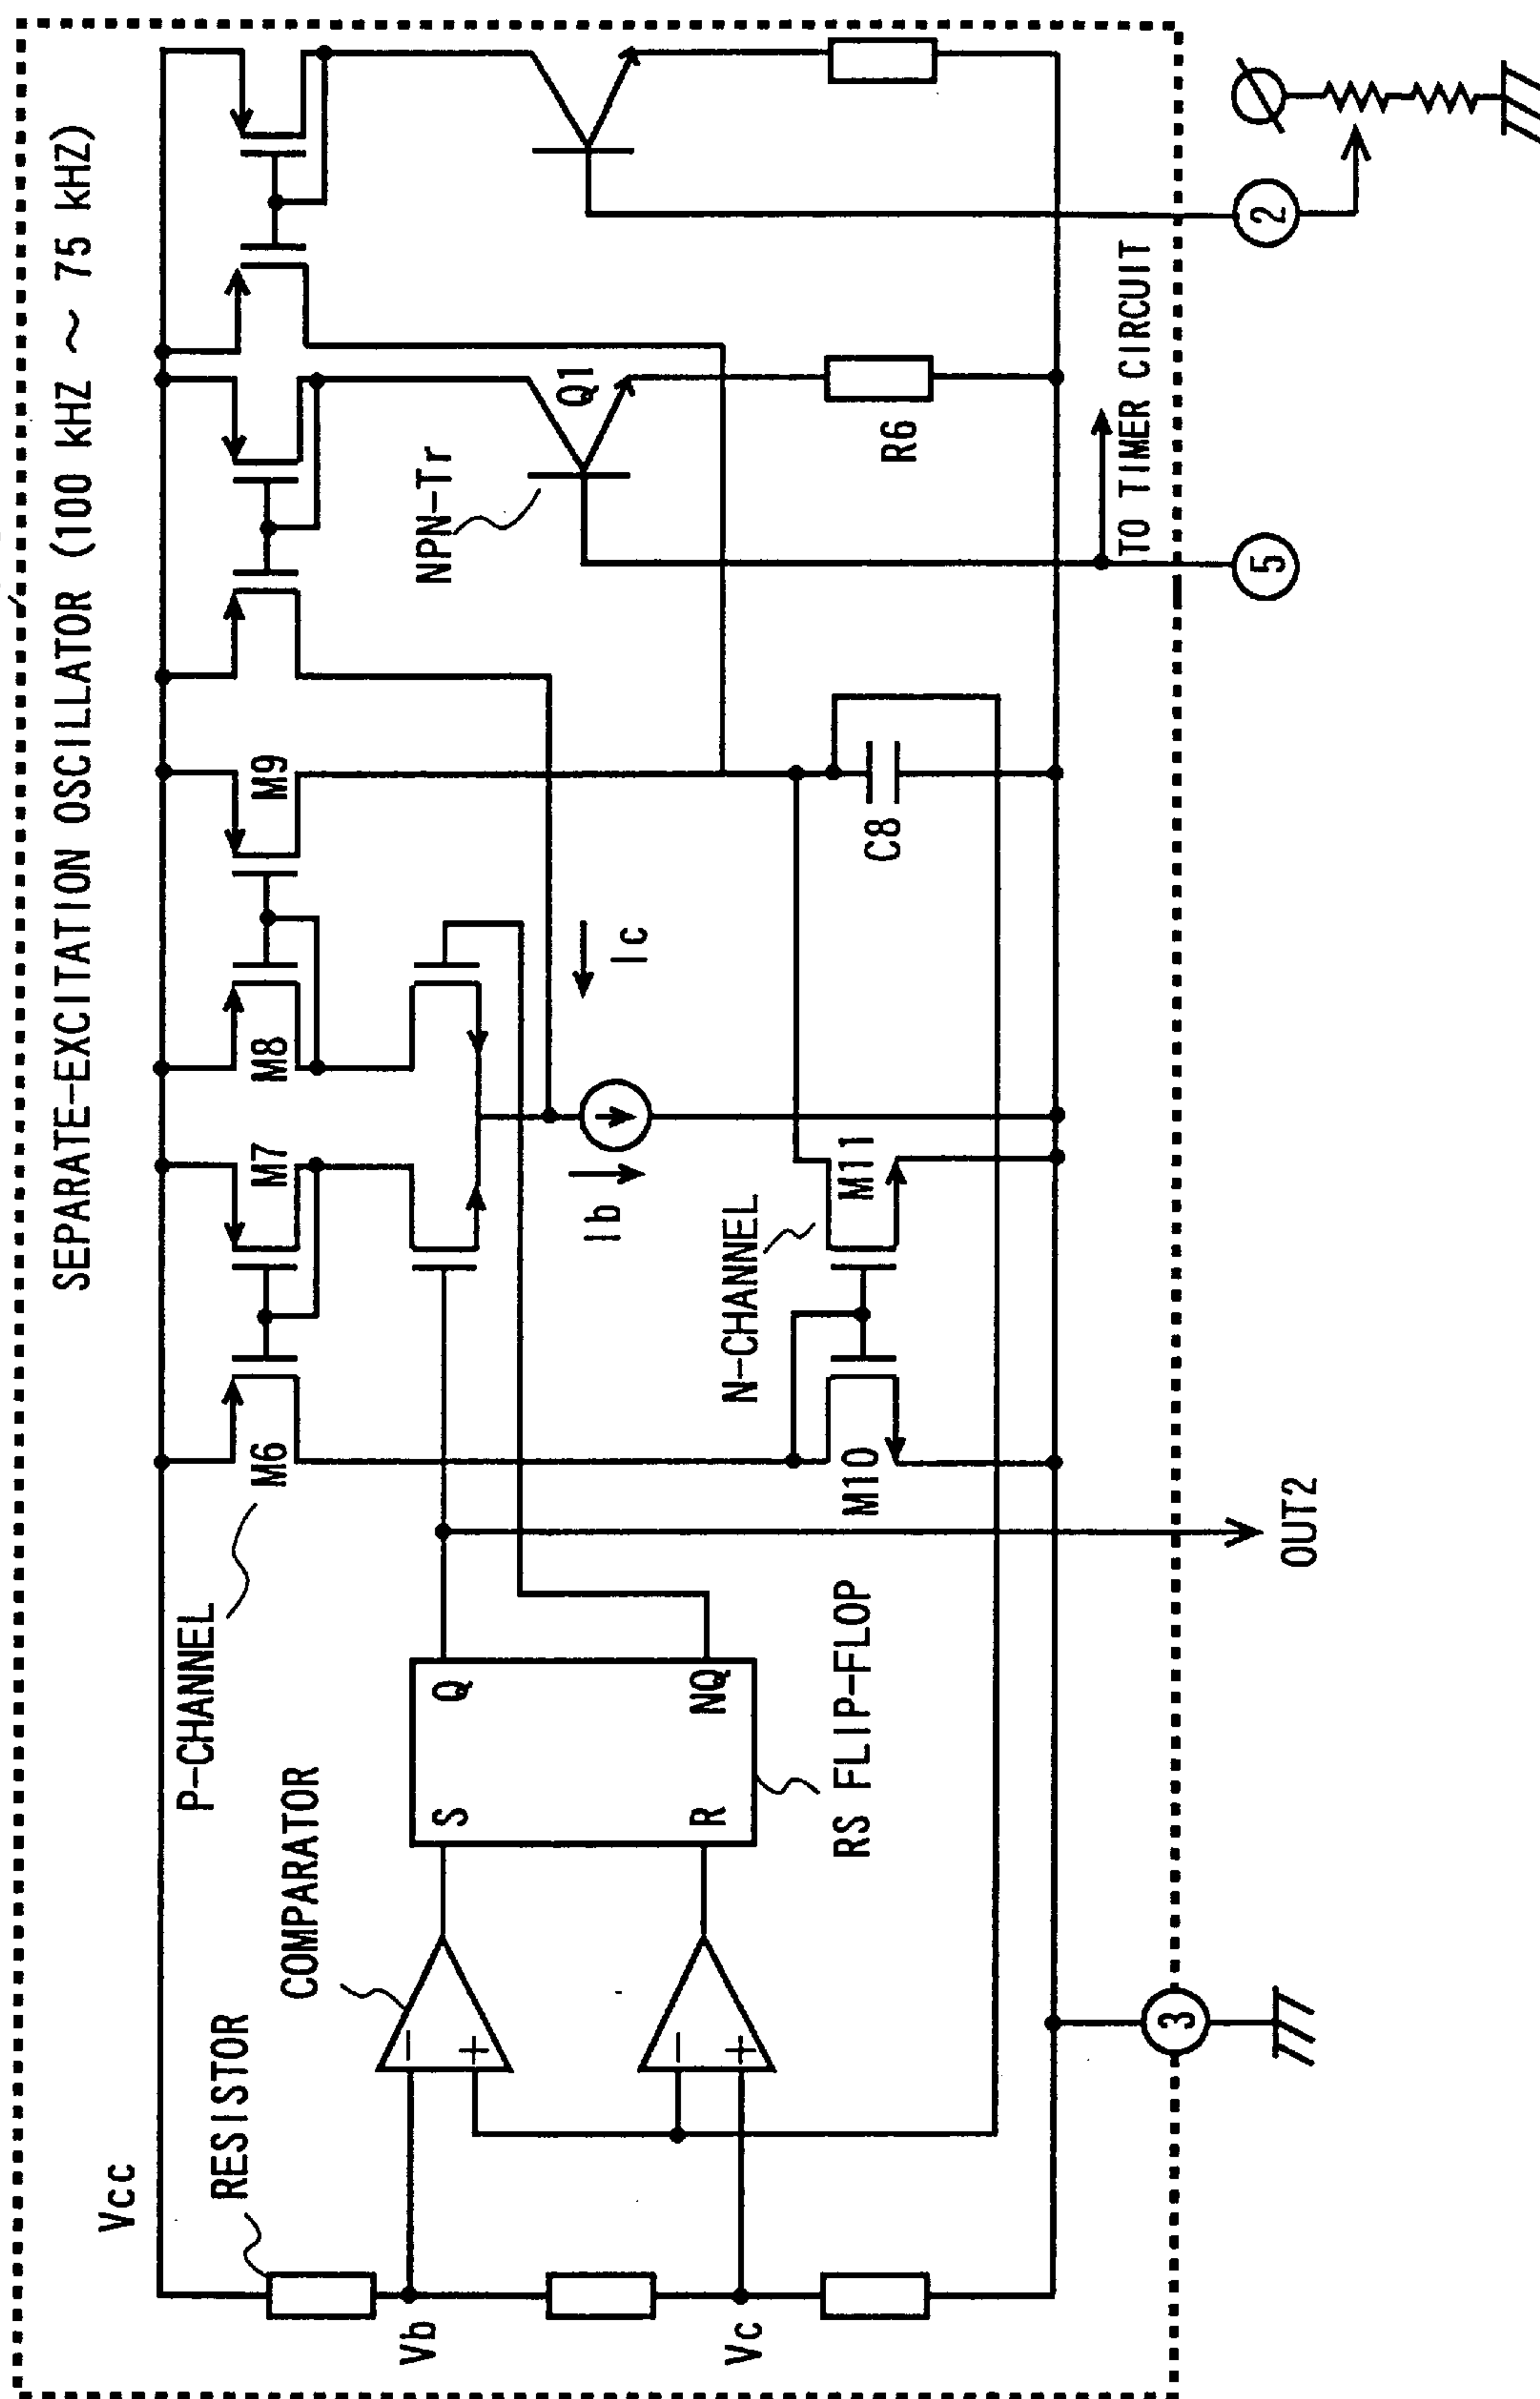 SEPARATE-EXCITATION OSCILLATOR (100 kHZ ~ 75 kHZ)
Vcc
RESISTOR
COMPARATOR
P-CHANNEL
M6
M7
M8
M9
NPN-Tr
Q1
Vb
Vc
−
+
−
+
S
Q
R
NQ
RS FLIP-FLOP
Ib
Ic
N-CHANNEL
M10
M11
C8
R6
TO TIMER CIRCUIT
3
OUT2
5
2